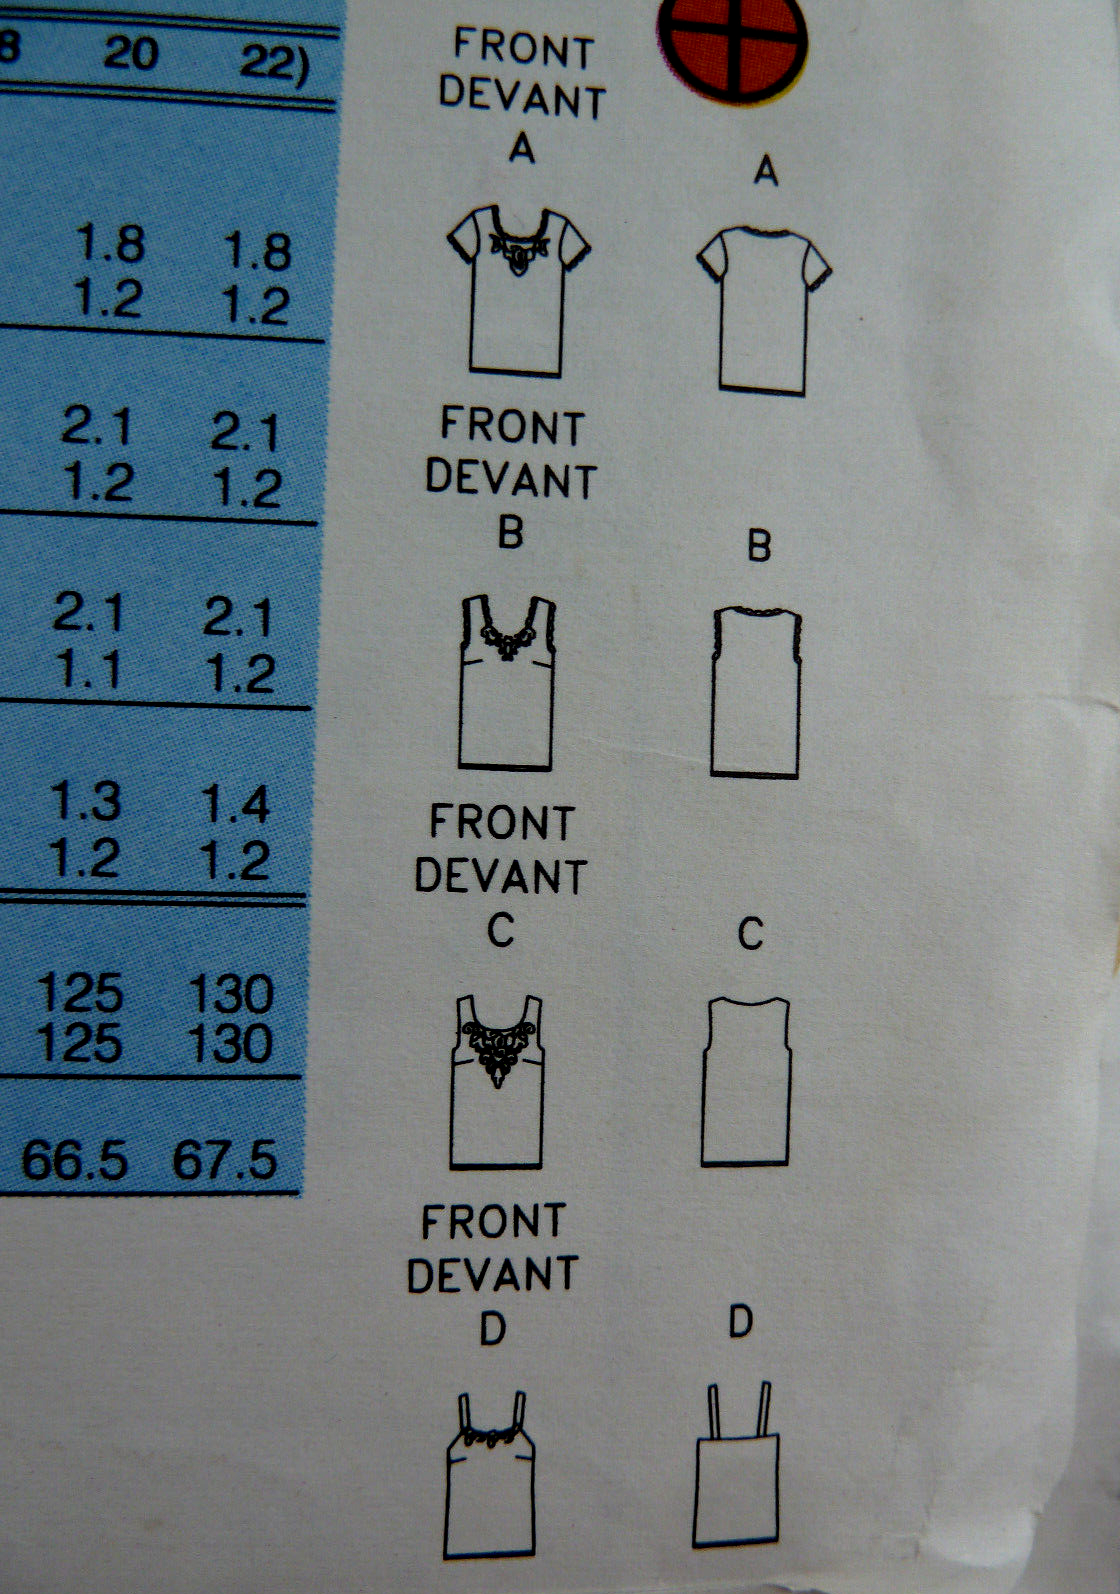 8 20 22)
1.8 1.8
1.2 1.2
2.1 2.1
1.2 1.2
2.1 2.1
1.1 1.2
1.3 1.4
1.2 1.2
125 130
125 130
66.5 67.5
FRONT
DEVANT
A
A
FRONT
DEVANT
B
B
FRONT
DEVANT
C
C
FRONT
DEVANT
D
D